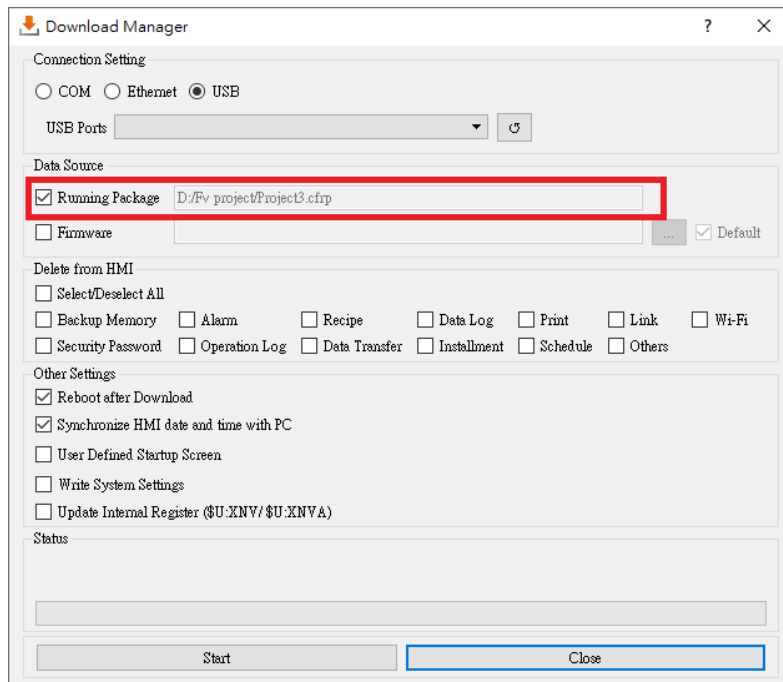 Download Manager ? ×
Connection Setting
COM Ethernet USB
USB Ports
Data Source
Running Package D:/Fv project/Project3.cfrp
Firmware ... Default
Delete from HMI
Select/Deselect All
Backup Memory Alarm Recipe Data Log Print Link Wi-Fi
Security Password Operation Log Data Transfer Installment Schedule Others
Other Settings
Reboot after Download
Synchronize HMI date and time with PC
User Defined Startup Screen
Write System Settings
Update Internal Register ($U:XNV/ $U:XNVA)
Status
Start Close